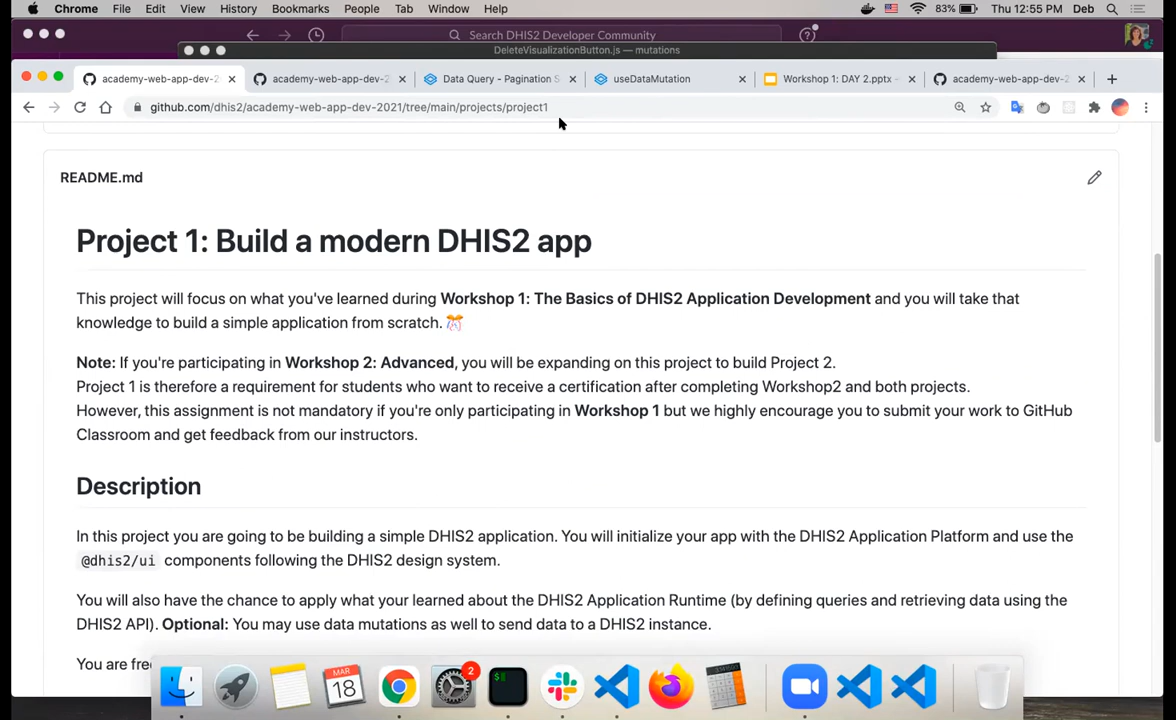 Chrome File Edit View History Bookmarks People Tab Window Help 83% Thu 12:55 PM Deb
Search DHIS2 Developer Community
DeleteVisualizationButton.js — mutations
academy-web-app-dev-2 academy-web-app-dev-2 Data Query - Pagination S useDataMutation Workshop 1: DAY 2.pptx - academy-web-app-dev-2
github.com/dhis2/academy-web-app-dev-2021/tree/main/projects/project1
README.md
Project 1: Build a modern DHIS2 app
This project will focus on what you've learned during Workshop 1: The Basics of DHIS2 Application Development and you will take that
knowledge to build a simple application from scratch.
Note: If you're participating in Workshop 2: Advanced, you will be expanding on this project to build Project 2.
Project 1 is therefore a requirement for students who want to receive a certification after completing Workshop2 and both projects.
However, this assignment is not mandatory if you're only participating in Workshop 1 but we highly encourage you to submit your work to GitHub
Classroom and get feedback from our instructors.
Description
In this project you are going to be building a simple DHIS2 application. You will initialize your app with the DHIS2 Application Platform and use the
@dhis2/ui components following the DHIS2 design system.
You will also have the chance to apply what your learned about the DHIS2 Application Runtime (by defining queries and retrieving data using the
DHIS2 API). Optional: You may use data mutations as well to send data to a DHIS2 instance.
You are fre
MAR
18
2
$